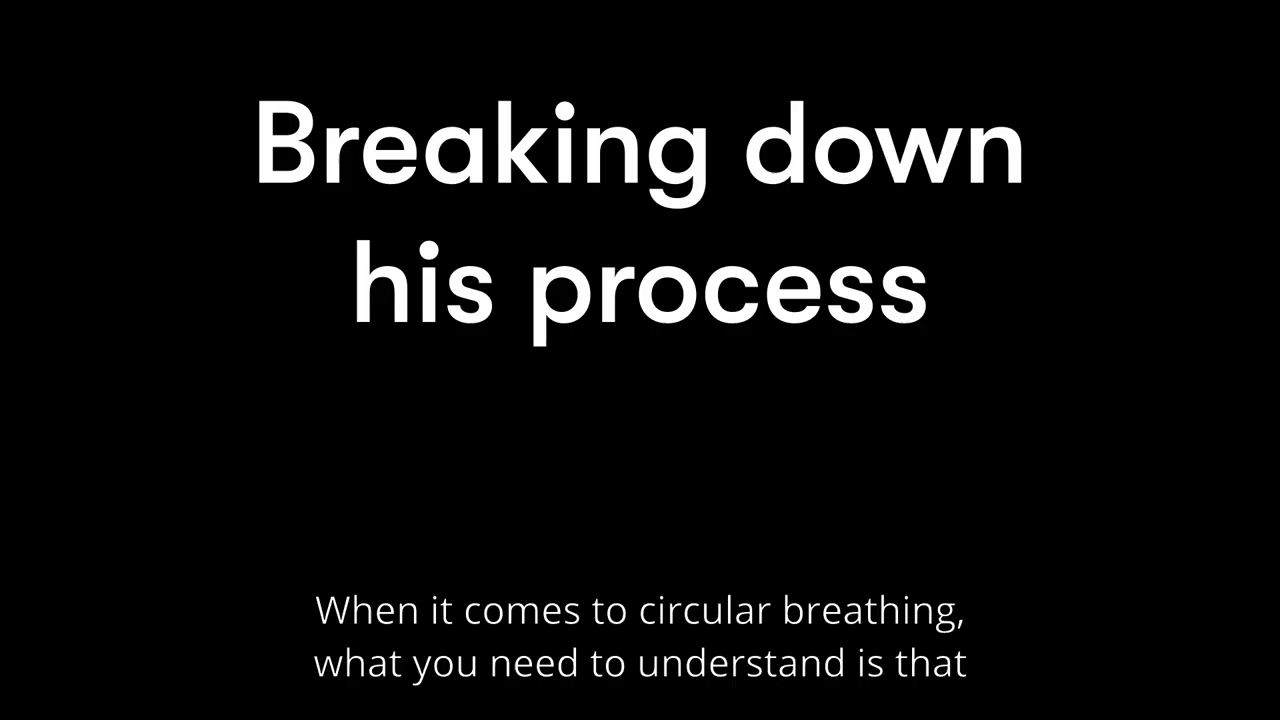 Breaking down
his process
When it comes to circular breathing,
what you need to understand is that